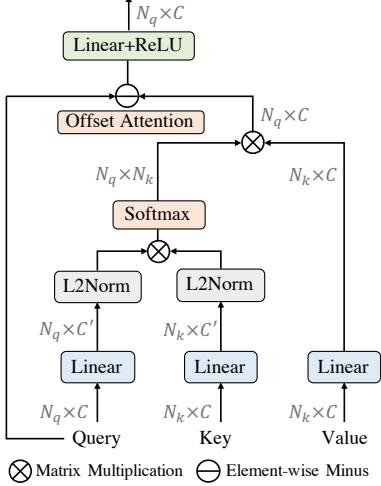 N_q×C
Linear+ReLU
Offset Attention
N_q×C
N_q×N_k
N_k×C
Softmax
L2Norm
L2Norm
N_q×C'
N_k×C'
Linear
Linear
Linear
N_q×C
N_k×C
N_k×C
Query
Key
Value
Matrix Multiplication
Element-wise Minus